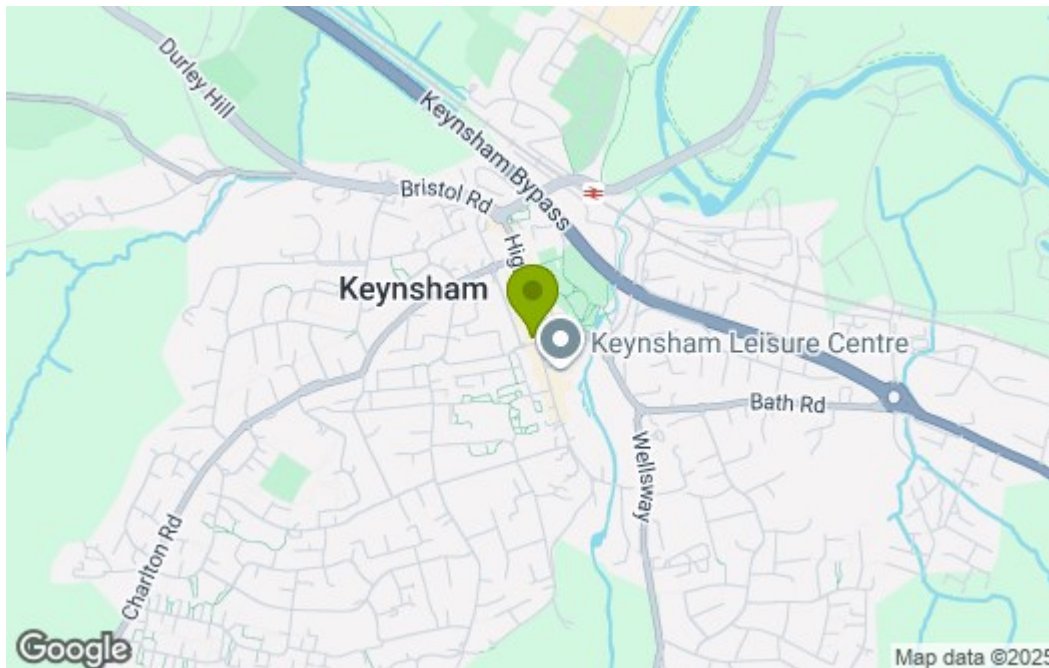 Durley Hill
Keynsham Bypass
Bristol Rd
Hig
Keynsham
Keynsham Leisure Centre
Bath Rd
Wellsway
Charlton Rd
Google
Map data ©2025